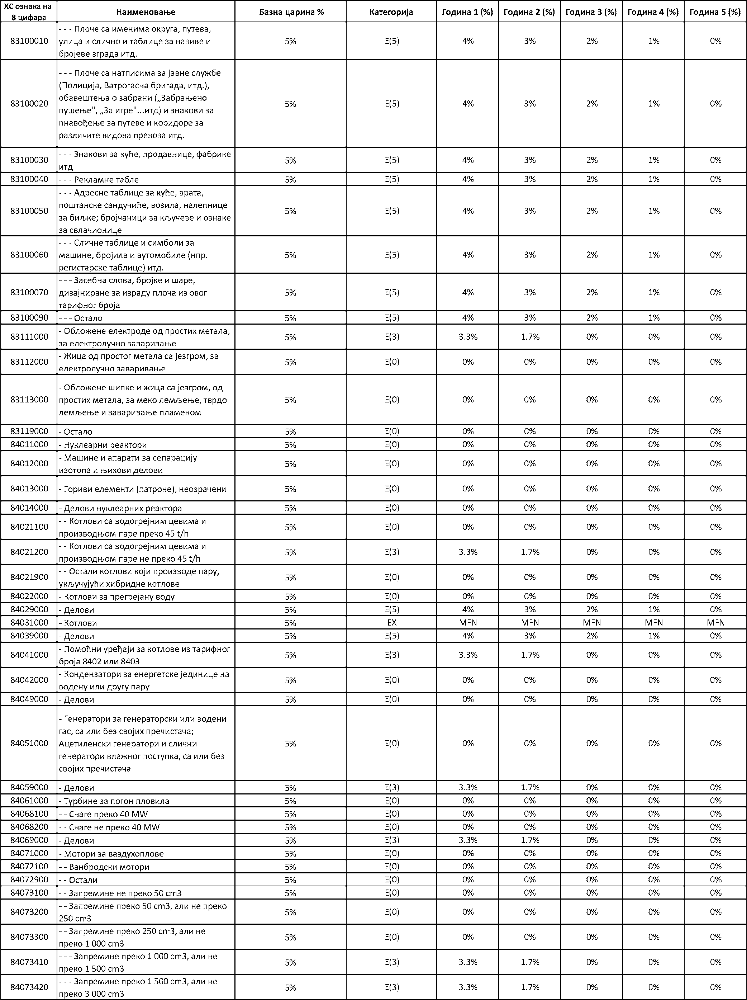 ХС ознака на 8 цифара | Наименовање | Базна царина % | Категорија | Година 1 (%) | Година 2 (%) | Година 3 (%) | Година 4 (%) | Година 5 (%)
83100010 | - - - Плоче са именима округа, путева, улица и слично и таблице за називе и бројеве зграда итд. | 5% | E(5) | 4% | 3% | 2% | 1% | 0%
83100020 | - - - Плоче са натписима за јавне службе (Полиција, Ватрогасна бригада, итд.), обавештења о забрани („Забрањено пушење", „За игре"...итд) и знакови за пнавођење за путеве и коридоре за различите видова превоза итд. | 5% | E(5) | 4% | 3% | 2% | 1% | 0%
83100030 | - - - Знакови за куће, продавнице, фабрике итд | 5% | E(5) | 4% | 3% | 2% | 1% | 0%
83100040 | - - - Рекламне табле | 5% | E(5) | 4% | 3% | 2% | 1% | 0%
83100050 | - - - Адресне таблице за куће, врата, поштанске сандучиће, возила, налепнице за биљке; бројчаници за кључеве и ознаке за свлачионице | 5% | E(5) | 4% | 3% | 2% | 1% | 0%
83100060 | - - - Сличне таблице и симболи за машине, бројила и аутомобиле (нпр. регистарске таблице) итд. | 5% | E(5) | 4% | 3% | 2% | 1% | 0%
83100070 | - - - Засебна слова, бројке и шаре, дизајниране за израду плоча из овог тарифног броја | 5% | E(5) | 4% | 3% | 2% | 1% | 0%
83100090 | - - - Остало | 5% | E(5) | 4% | 3% | 2% | 1% | 0%
83111000 | - Обложене електроде од простих метала, за електролучно заваривање | 5% | E(3) | 3.3% | 1.7% | 0% | 0% | 0%
83112000 | - Жица од простог метала са језгром, за електролучно заваривање | 5% | E(0) | 0% | 0% | 0% | 0% | 0%
83113000 | - Обложене шипке и жица са језгром, од простих метала, за меко лемљење, тврдо лемљење и заваривање пламеном | 5% | E(0) | 0% | 0% | 0% | 0% | 0%
83119000 | - Остало | 5% | E(0) | 0% | 0% | 0% | 0% | 0%
84011000 | - Нуклеарни реактори | 5% | E(0) | 0% | 0% | 0% | 0% | 0%
84012000 | - Машине и апарати за сепарацију изотопа и њихови делови | 5% | E(0) | 0% | 0% | 0% | 0% | 0%
84013000 | - Гориви елементи (патроне), неозрачени | 5% | E(0) | 0% | 0% | 0% | 0% | 0%
84014000 | - Делови нуклеарних реактора | 5% | E(0) | 0% | 0% | 0% | 0% | 0%
84021100 | - - Котлови са водогрејним цевима и производњом паре преко 45 t/h | 5% | E(0) | 0% | 0% | 0% | 0% | 0%
84021200 | - - Котлови са водогрејним цевима и производњом паре не преко 45 t/h | 5% | E(3) | 3.3% | 1.7% | 0% | 0% | 0%
84021900 | - - Остали котлови који производе пару, укључујући хибридне котлове | 5% | E(0) | 0% | 0% | 0% | 0% | 0%
84022000 | - Котлови за прегрејану воду | 5% | E(0) | 0% | 0% | 0% | 0% | 0%
84029000 | - Делови | 5% | E(5) | 4% | 3% | 2% | 1% | 0%
84031000 | - Котлови | 5% | EX | MFN | MFN | MFN | MFN | MFN
84039000 | - Делови | 5% | E(5) | 4% | 3% | 2% | 1% | 0%
84041000 | - Помоћни уређаји за котлове из тарифног броја 8402 или 8403 | 5% | E(3) | 3.3% | 1.7% | 0% | 0% | 0%
84042000 | - Кондензатори за енергетске јединице на водену или другу пару | 5% | E(0) | 0% | 0% | 0% | 0% | 0%
84049000 | - Делови | 5% | E(0) | 0% | 0% | 0% | 0% | 0%
84051000 | - Генератори за генераторски или водени гас, са или без својих пречистача; Ацетиленски генератори и слични генератори влажног поступка, са или без својих пречистача | 5% | E(0) | 0% | 0% | 0% | 0% | 0%
84059000 | - Делови | 5% | E(3) | 3.3% | 1.7% | 0% | 0% | 0%
84061000 | - Турбине за погон пловила | 5% | E(0) | 0% | 0% | 0% | 0% | 0%
84068100 | - - Снаге преко 40 MW | 5% | E(0) | 0% | 0% | 0% | 0% | 0%
84068200 | - - Снаге не преко 40 MW | 5% | E(0) | 0% | 0% | 0% | 0% | 0%
84069000 | - Делови | 5% | E(3) | 3.3% | 1.7% | 0% | 0% | 0%
84071000 | - Мотори за ваздухоплове | 5% | E(0) | 0% | 0% | 0% | 0% | 0%
84072100 | - - Ванбродски мотори | 5% | E(0) | 0% | 0% | 0% | 0% | 0%
84072900 | - - Остали | 5% | E(0) | 0% | 0% | 0% | 0% | 0%
84073100 | - - Запремине не преко 50 cm3 | 5% | E(0) | 0% | 0% | 0% | 0% | 0%
84073200 | - - Запремине преко 50 cm3, али не преко 250 cm3 | 5% | E(0) | 0% | 0% | 0% | 0% | 0%
84073300 | - - Запремине преко 250 cm3, али не преко 1 000 cm3 | 5% | E(0) | 0% | 0% | 0% | 0% | 0%
84073410 | - - - Запремине преко 1 000 cm3, али не преко 1 500 cm3 | 5% | E(3) | 3.3% | 1.7% | 0% | 0% | 0%
84073420 | - - - Запремине преко 1 500 cm3, али не преко 3 000 cm3 | 5% | E(3) | 3.3% | 1.7% | 0% | 0% | 0%